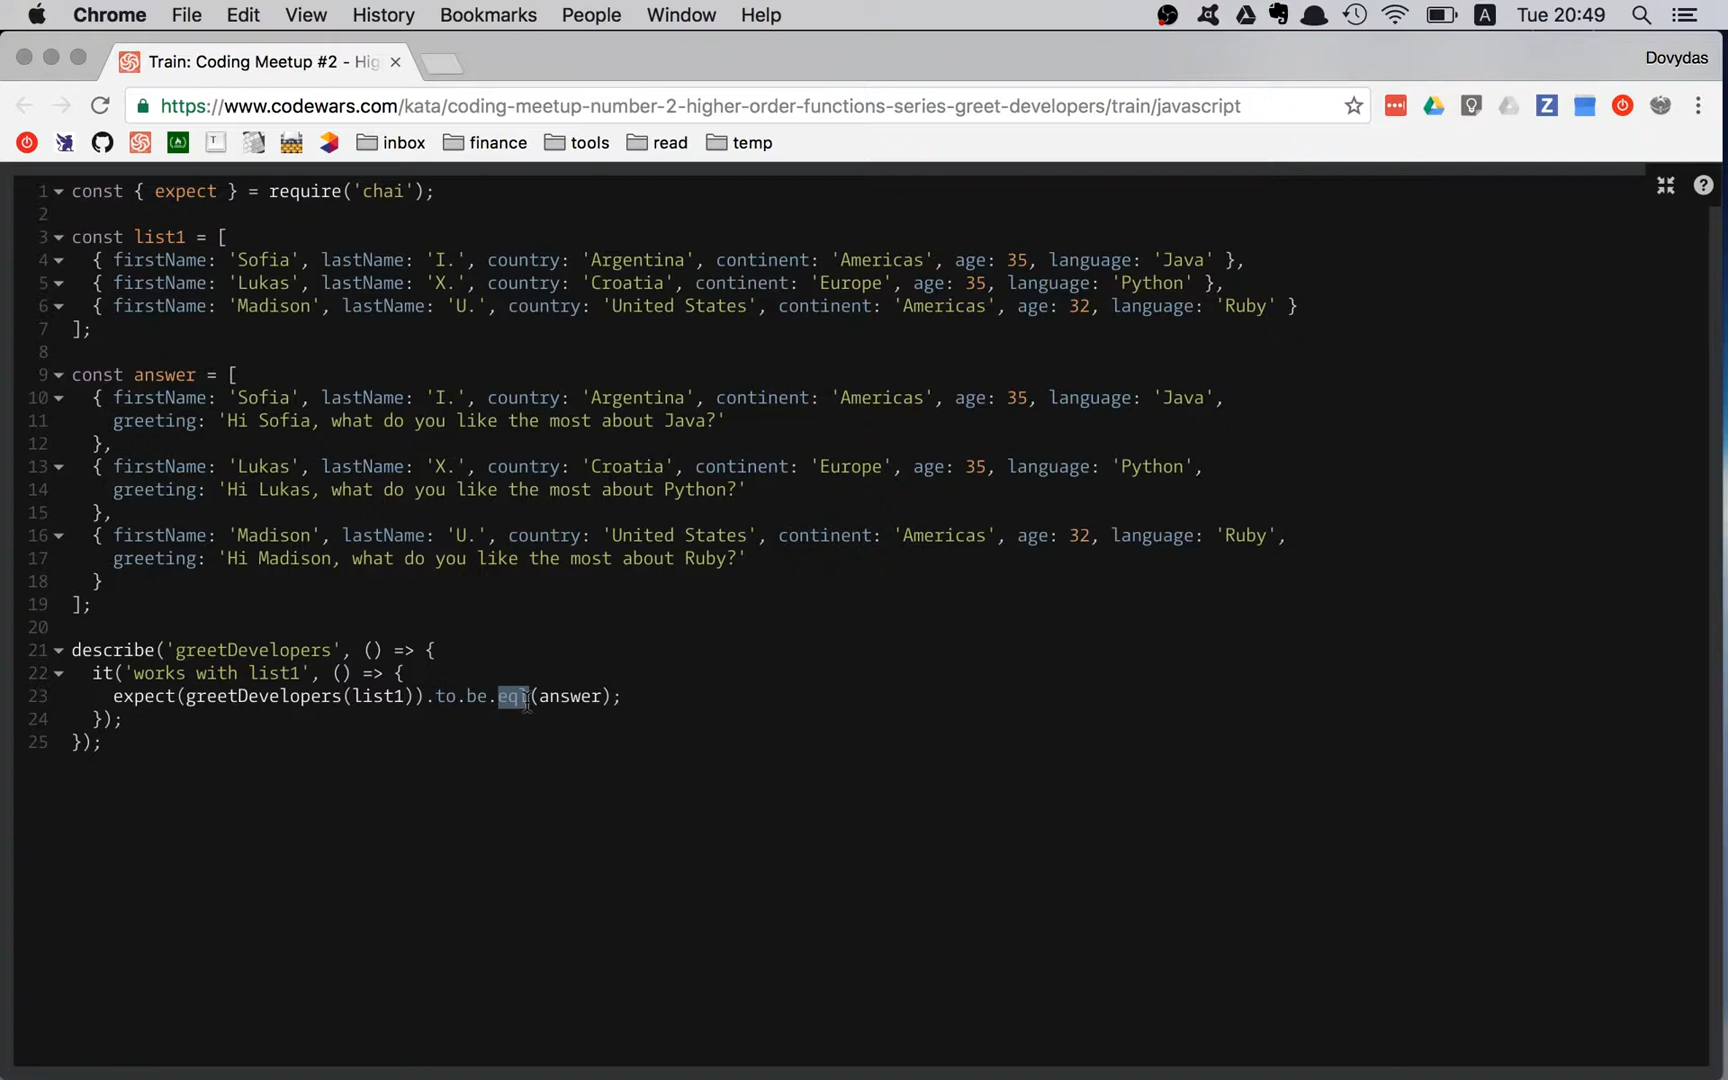 Chrome File Edit View History Bookmarks People Window Help A Tue 20:49
Train: Coding Meetup #2 - Hig Dovydas
https://www.codewars.com/kata/coding-meetup-number-2-higher-order-functions-series-greet-developers/train/javascript
inbox finance tools read temp
1 const { expect } = require('chai');
2
3 const list1 = [
4 { firstName: 'Sofia', lastName: 'I.', country: 'Argentina', continent: 'Americas', age: 35, language: 'Java' },
5 { firstName: 'Lukas', lastName: 'X.', country: 'Croatia', continent: 'Europe', age: 35, language: 'Python' },
6 { firstName: 'Madison', lastName: 'U.', country: 'United States', continent: 'Americas', age: 32, language: 'Ruby' }
7 ];
8
9 const answer = [
10 { firstName: 'Sofia', lastName: 'I.', country: 'Argentina', continent: 'Americas', age: 35, language: 'Java',
11 greeting: 'Hi Sofia, what do you like the most about Java?'
12 },
13 { firstName: 'Lukas', lastName: 'X.', country: 'Croatia', continent: 'Europe', age: 35, language: 'Python',
14 greeting: 'Hi Lukas, what do you like the most about Python?'
15 },
16 { firstName: 'Madison', lastName: 'U.', country: 'United States', continent: 'Americas', age: 32, language: 'Ruby',
17 greeting: 'Hi Madison, what do you like the most about Ruby?'
18 }
19 ];
20
21 describe('greetDevelopers', () => {
22 it('works with list1', () => {
23 expect(greetDevelopers(list1)).to.be.eql(answer);
24 });
25 });